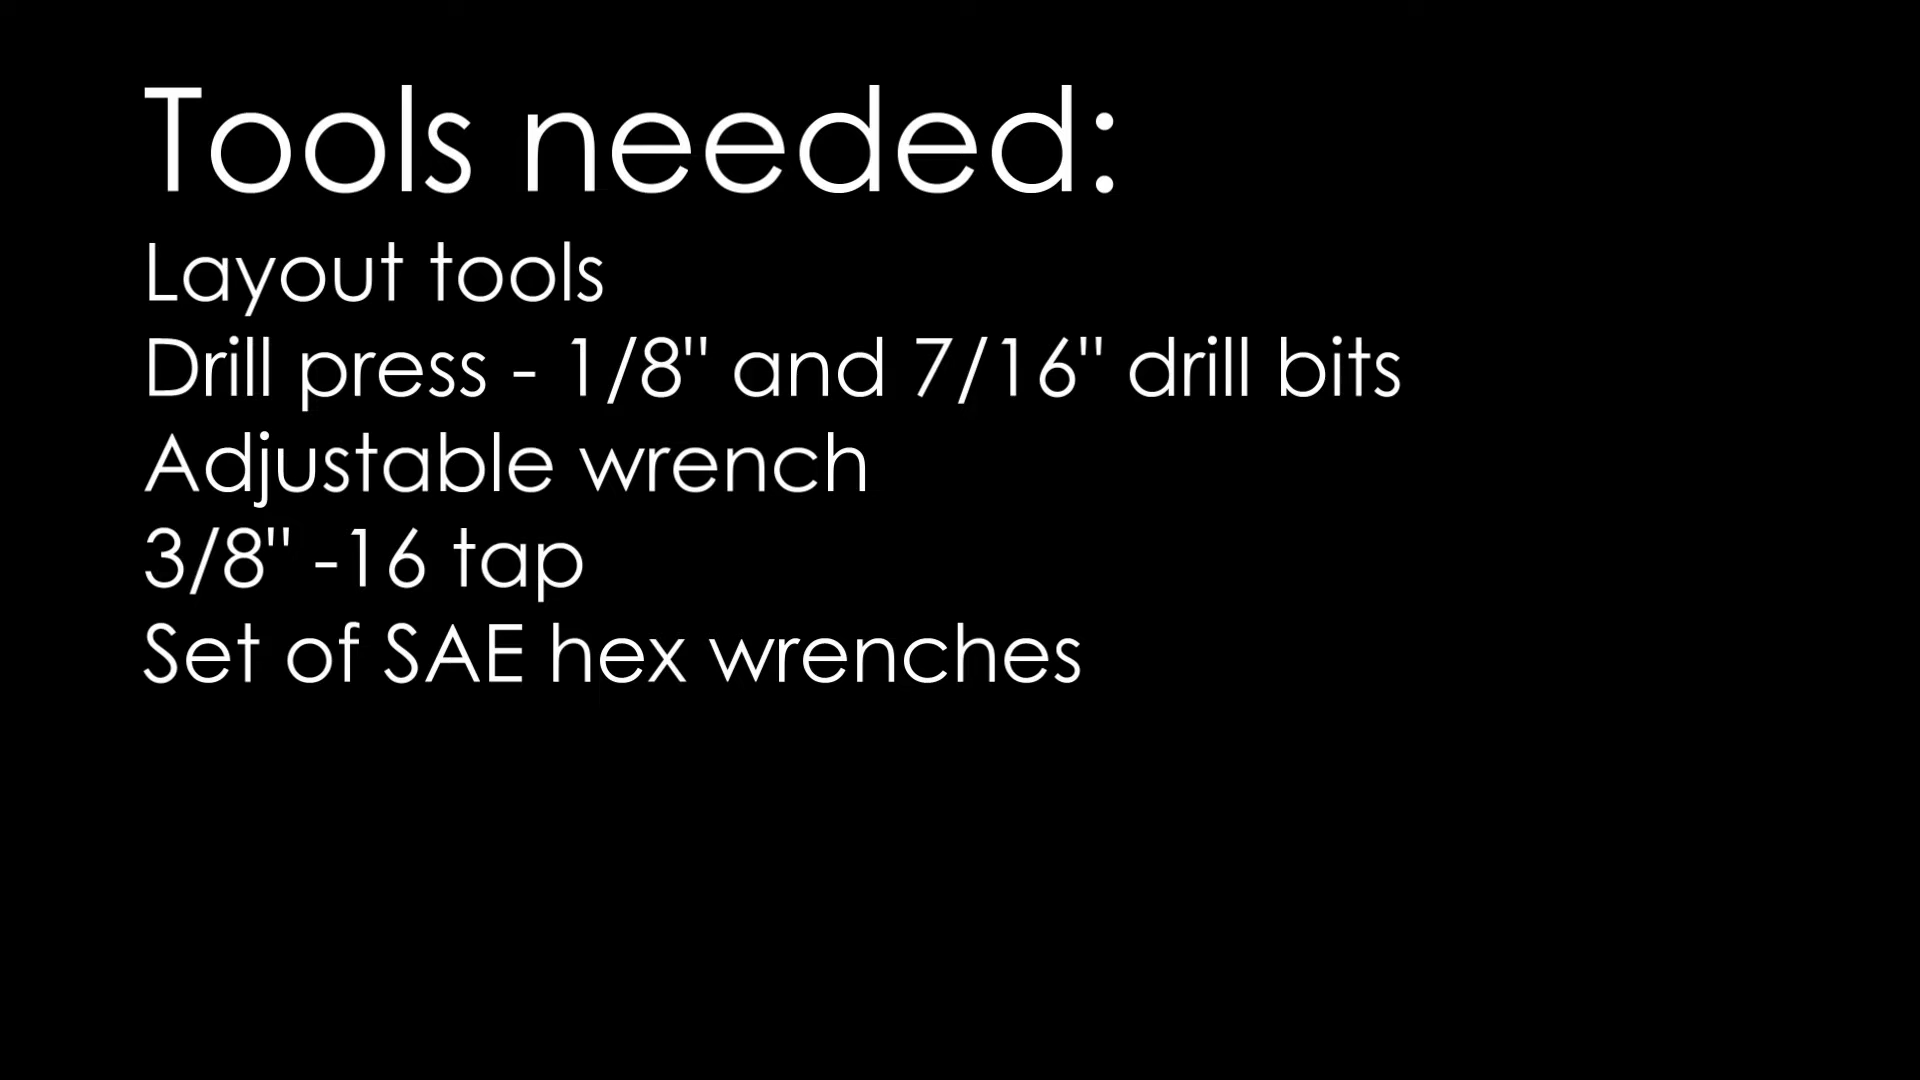 Tools needed:
Layout tools
Drill press - 1/8" and 7/16" drill bits
Adjustable wrench
3/8" -16 tap
Set of SAE hex wrenches